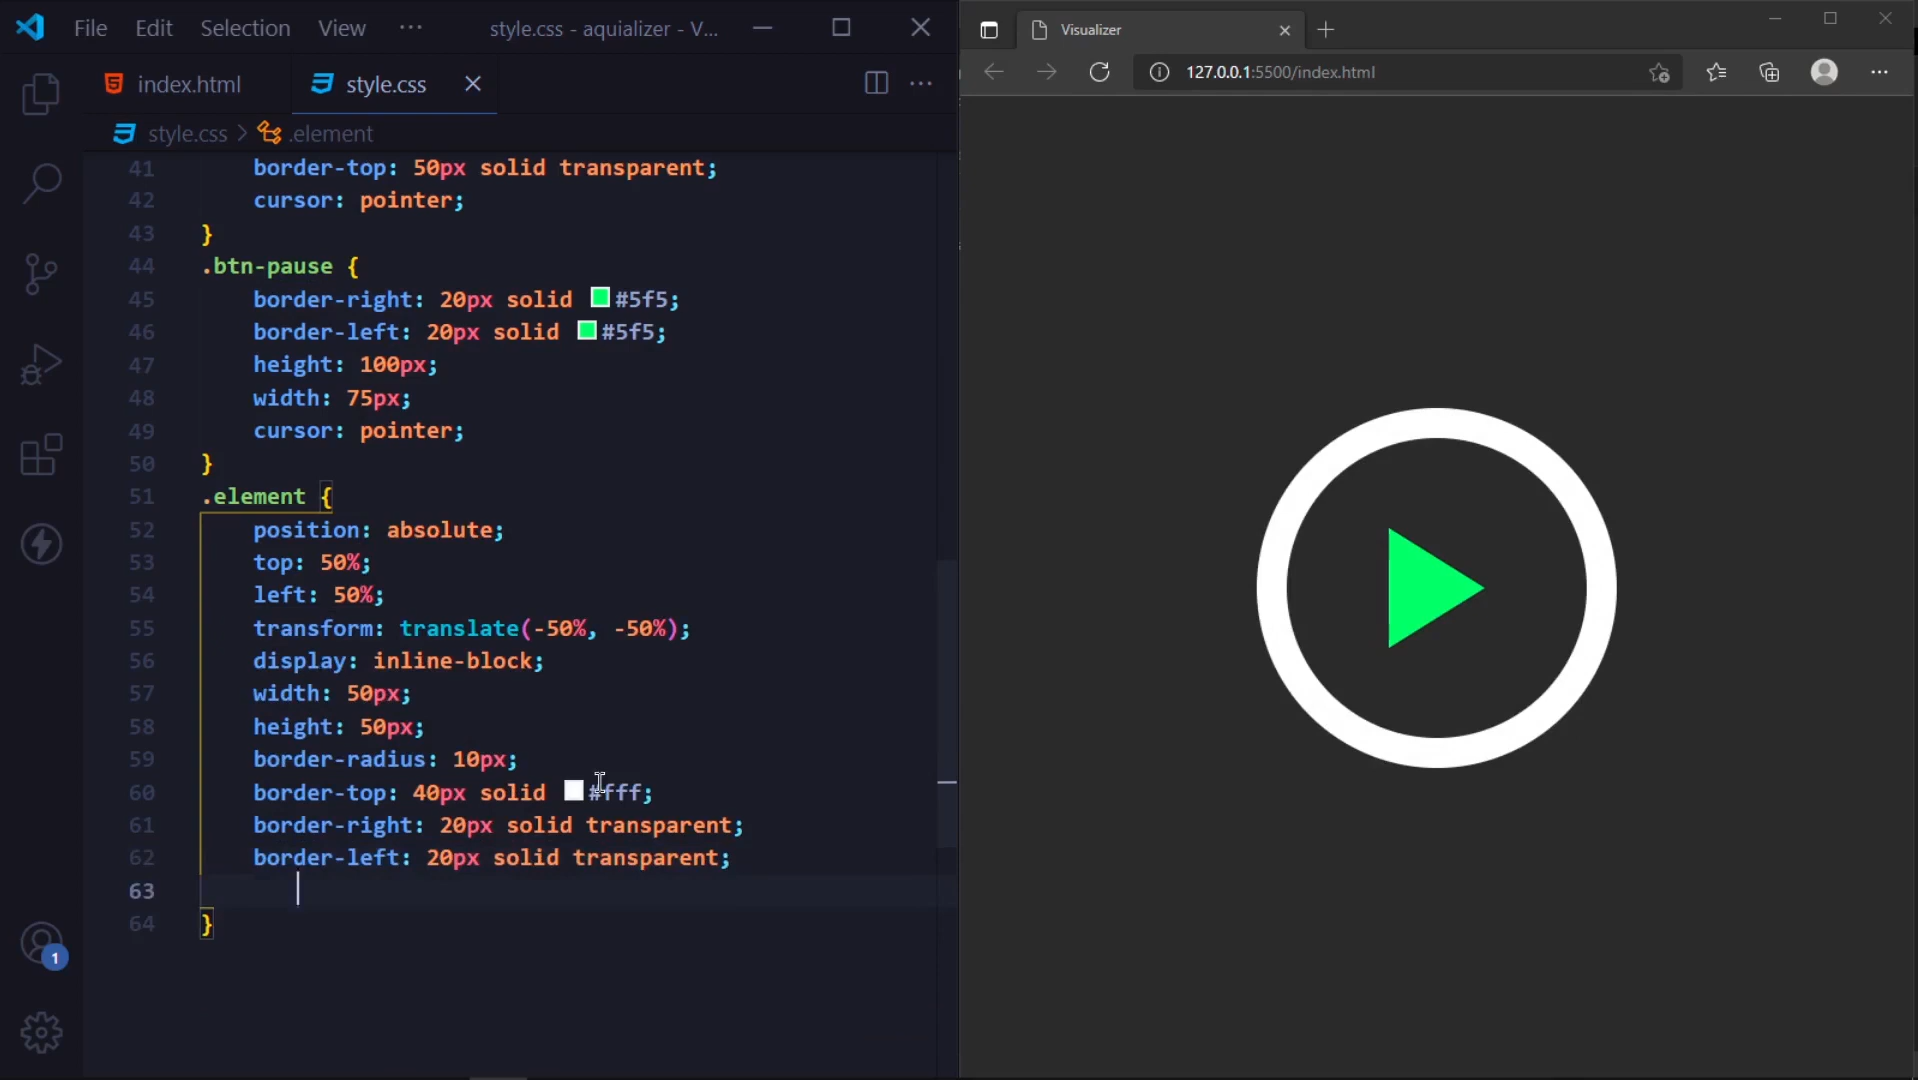 File Edit Selection View ··· style.css - aquializer - V...
index.html style.css
style.css > .element
41 border-top: 50px solid transparent;
42 cursor: pointer;
43 }
44 .btn-pause {
45 border-right: 20px solid #5f5;
46 border-left: 20px solid #5f5;
47 height: 100px;
48 width: 75px;
49 cursor: pointer;
50 }
51 .element {
52 position: absolute;
53 top: 50%;
54 left: 50%;
55 transform: translate(-50%, -50%);
56 display: inline-block;
57 width: 50px;
58 height: 50px;
59 border-radius: 10px;
60 border-top: 40px solid #fff;
61 border-right: 20px solid transparent;
62 border-left: 20px solid transparent;
63
64 }
1
Visualizer
127.0.0.1:5500/index.html